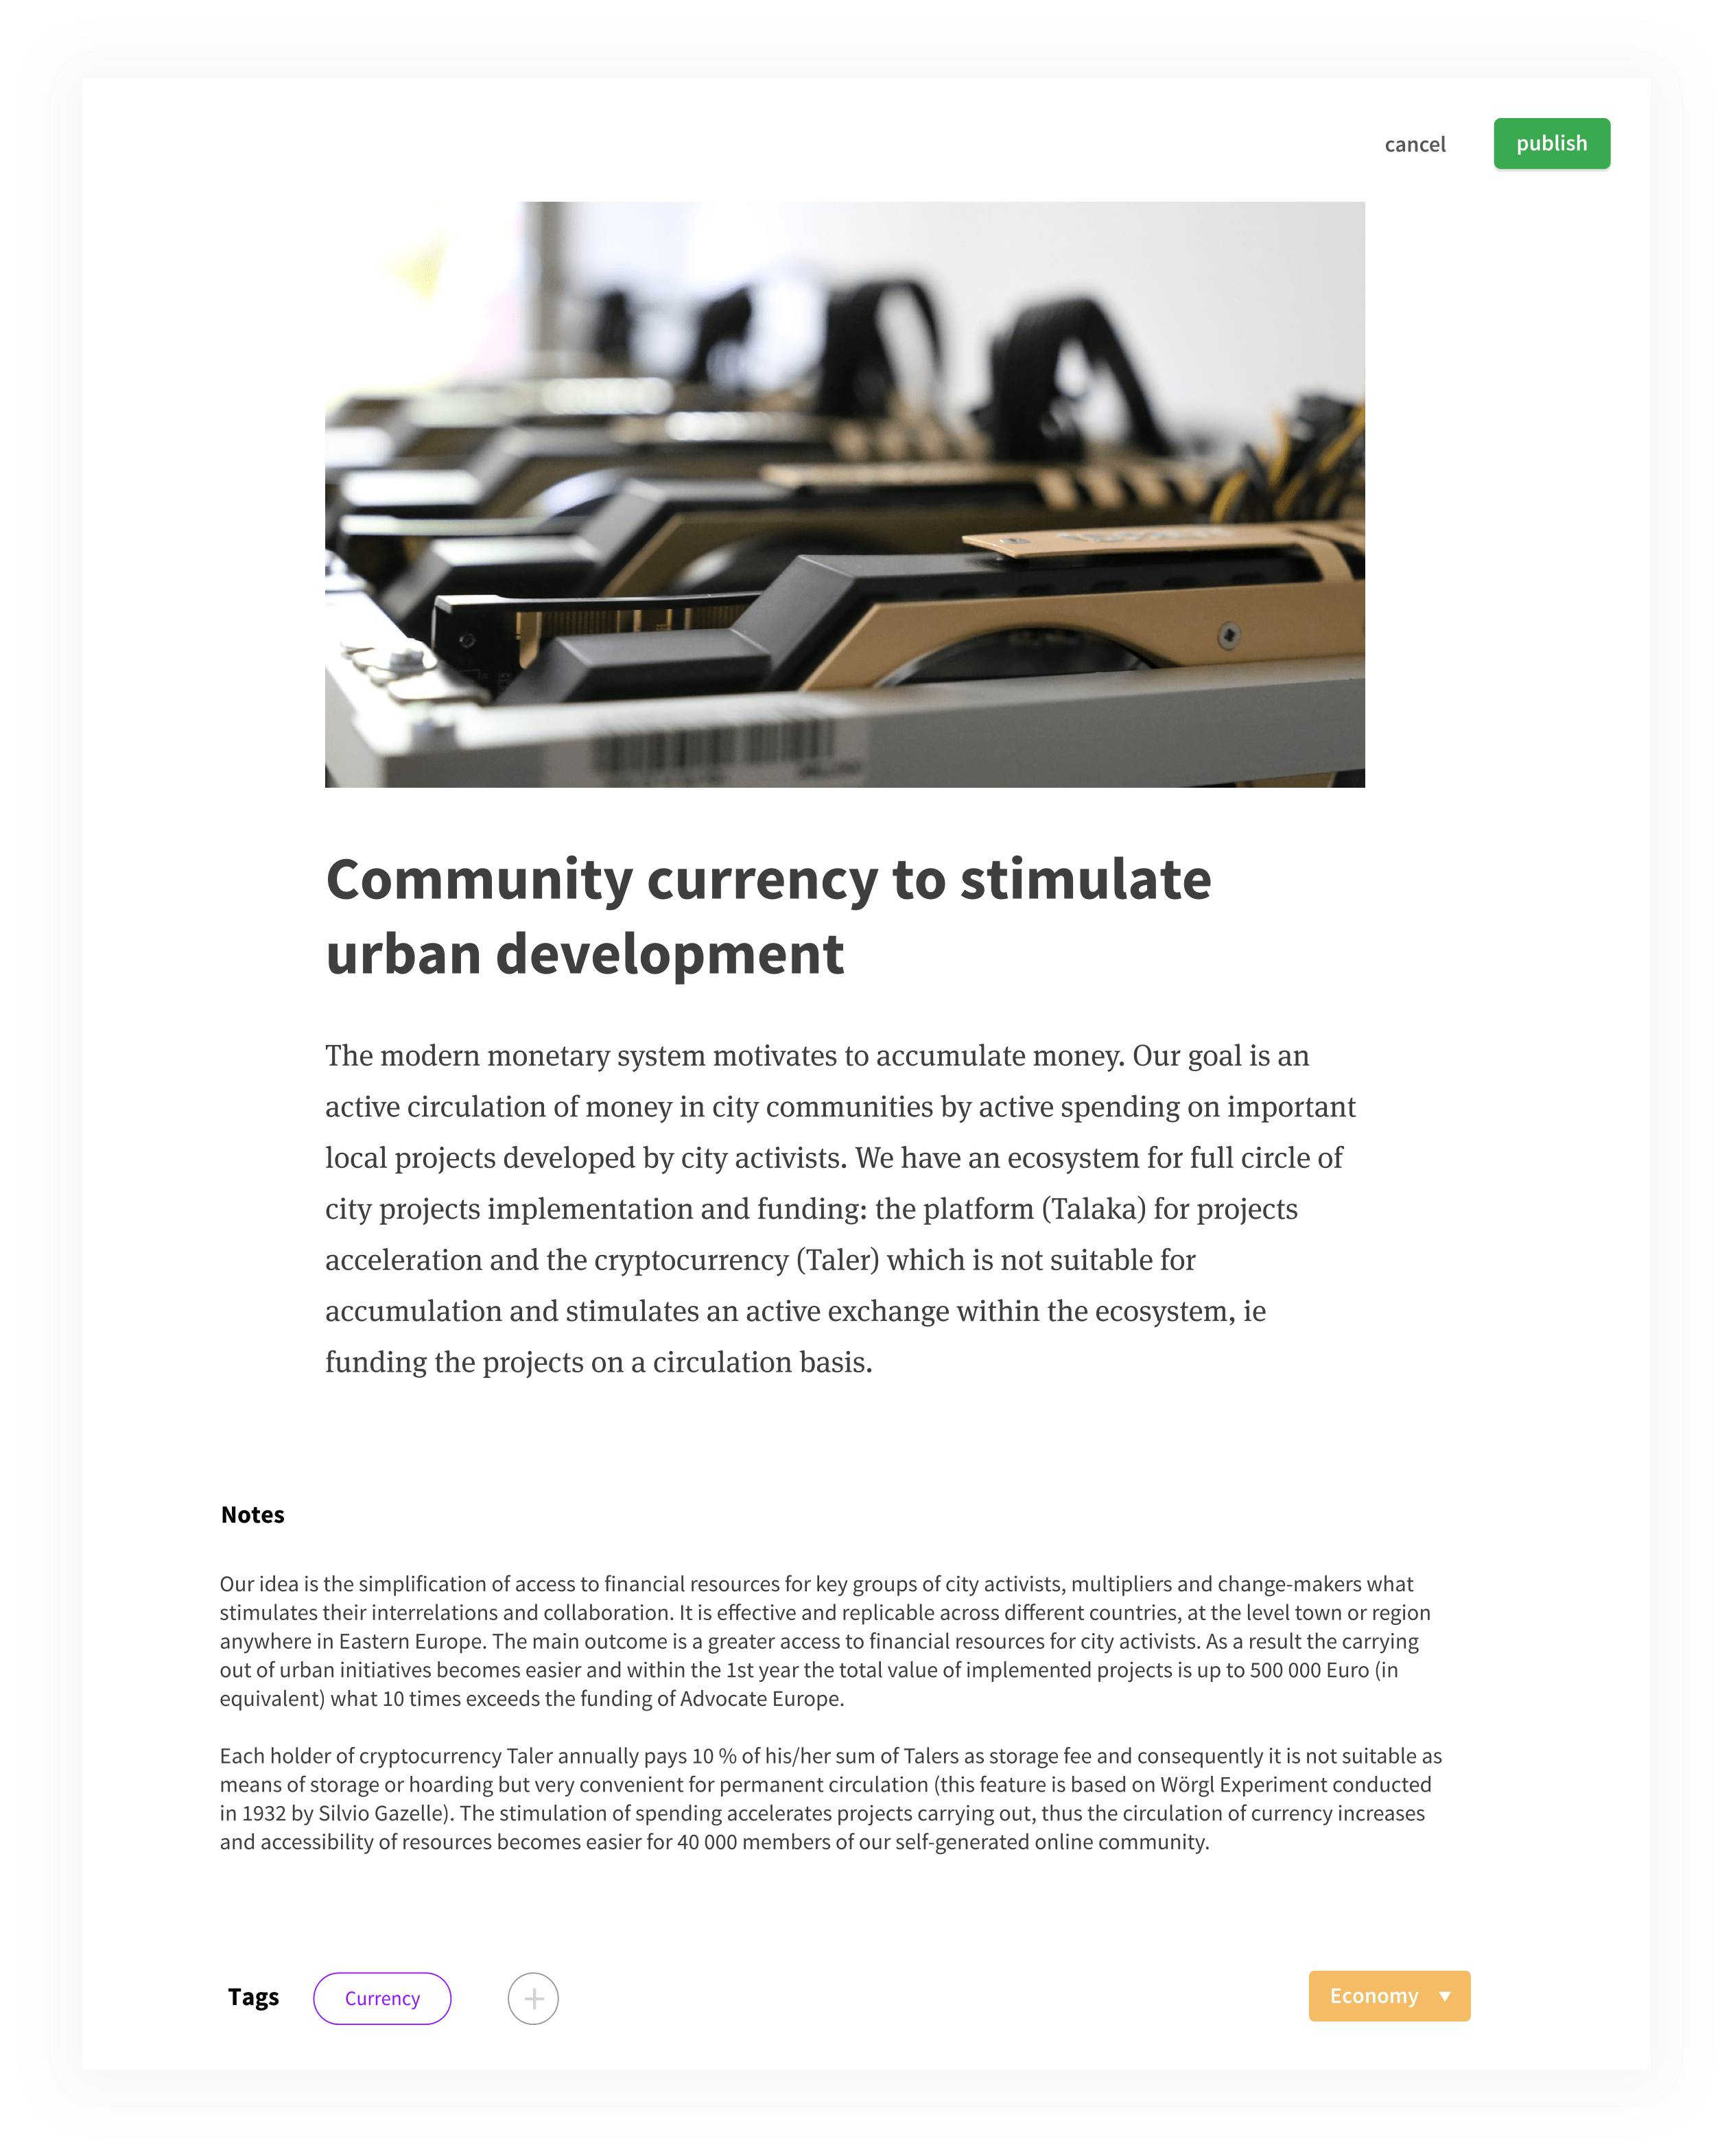 cancel
publish
Community currency to stimulate
urban development
The modern monetary system motivates to accumulate money. Our goal is an
active circulation of money in city communities by active spending on important
local projects developed by city activists. We have an ecosystem for full circle of
city projects implementation and funding: the platform (Talaka) for projects
acceleration and the cryptocurrency (Taler) which is not suitable for
accumulation and stimulates an active exchange within the ecosystem, ie
funding the projects on a circulation basis.
Notes
Our idea is the simplification of access to financial resources for key groups of city activists, multipliers and change-makers what
stimulates their interrelations and collaboration. It is effective and replicable across different countries, at the level town or region
anywhere in Eastern Europe. The main outcome is a greater access to financial resources for city activists. As a result the carrying
out of urban initiatives becomes easier and within the 1st year the total value of implemented projects is up to 500 000 Euro (in
equivalent) what 10 times exceeds the funding of Advocate Europe.
Each holder of cryptocurrency Taler annually pays 10 % of his/her sum of Talers as storage fee and consequently it is not suitable as
means of storage or hoarding but very convenient for permanent circulation (this feature is based on Wörgl Experiment conducted
in 1932 by Silvio Gazelle). The stimulation of spending accelerates projects carrying out, thus the circulation of currency increases
and accessibility of resources becomes easier for 40 000 members of our self-generated online community.
Tags
Currency
Economy